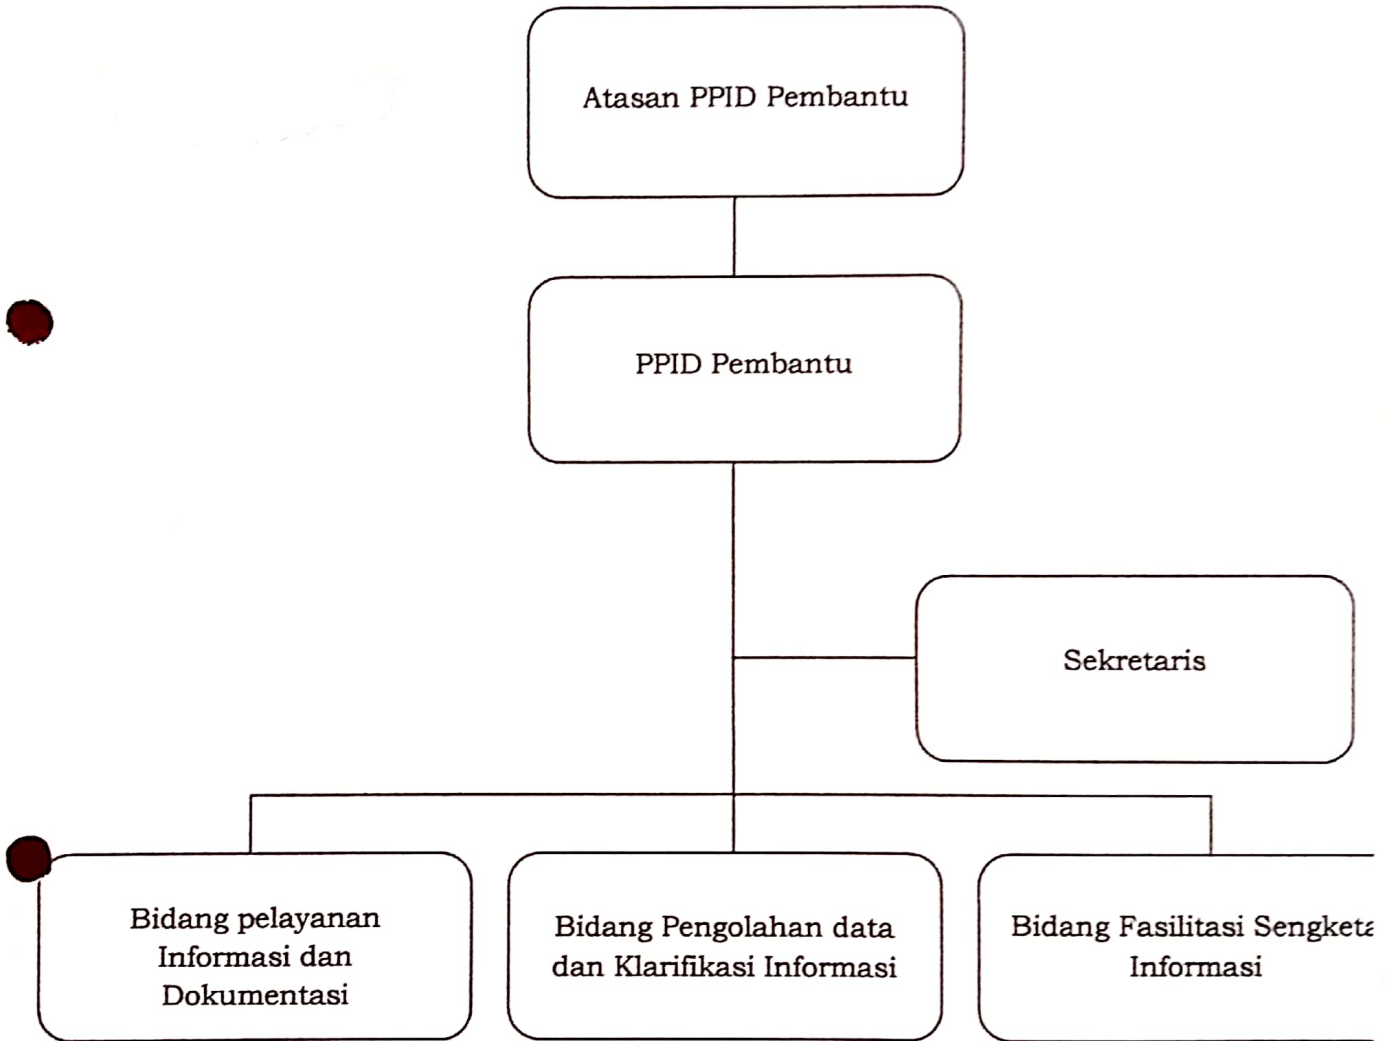 Atasan PPID Pembantu
PPID Pembantu
Sekretaris
Bidang pelayanan
Informasi dan
Dokumentasi
Bidang Pengolahan data
dan Klarifikasi Informasi
Bidang Fasilitasi Sengketa
Informasi